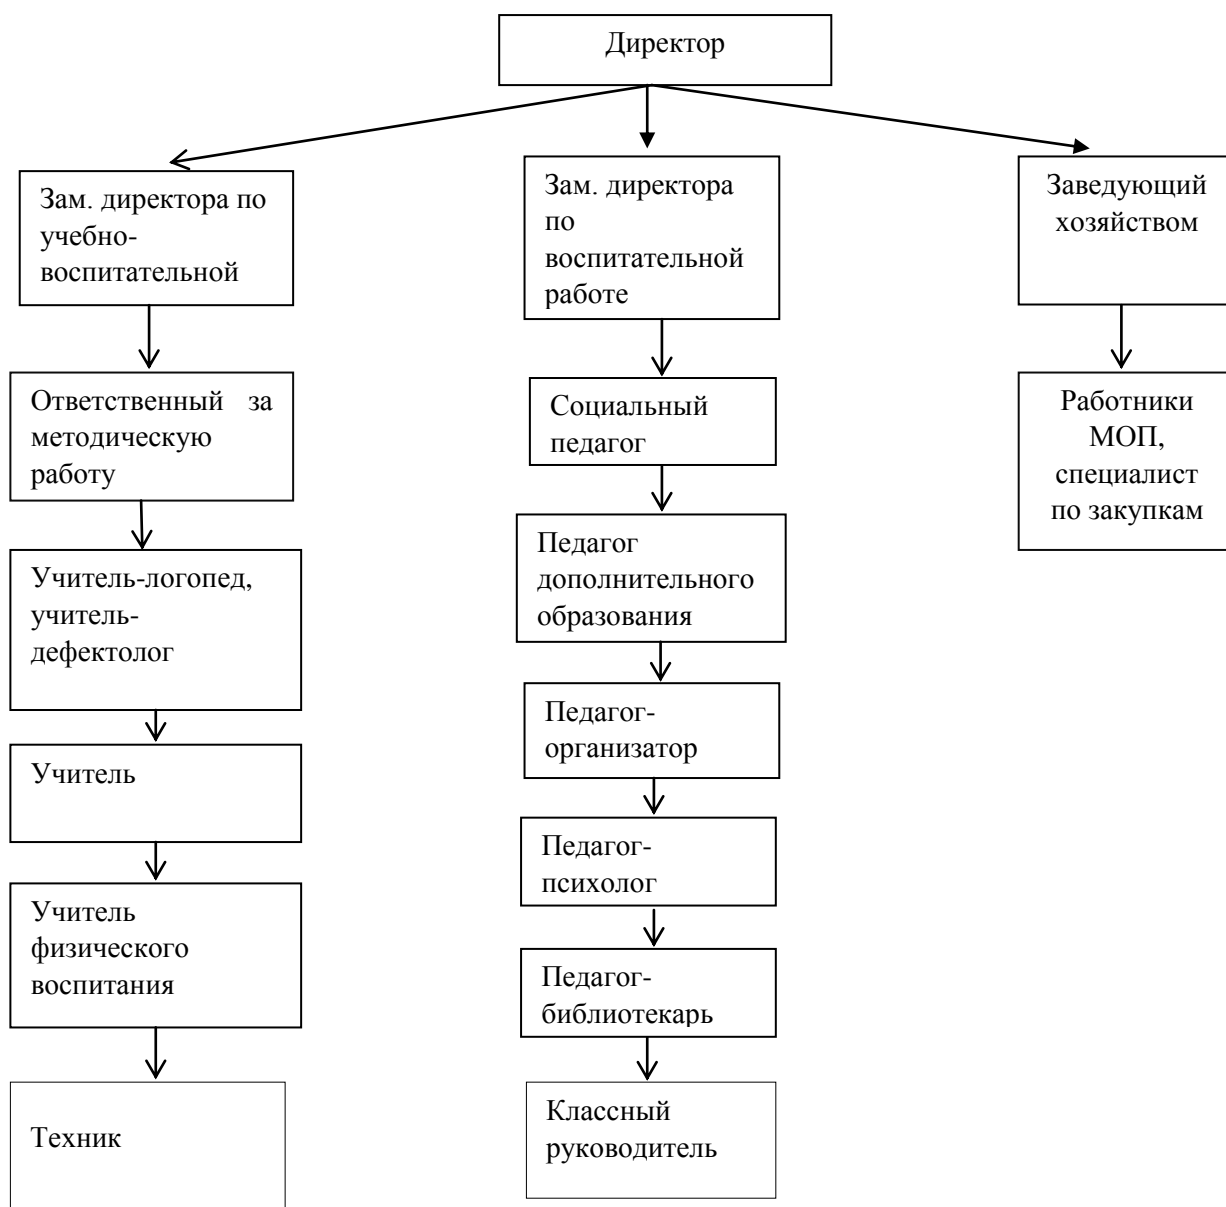 Директор
Зам. директора по
учебно-
воспитательной
Зам. директора
по
воспитательной
работе
Заведующий
хозяйством
Ответственный за
методическую
работу
Социальный
педагог
Работники
МОП,
специалист
по закупкам
Учитель-логопед,
учитель-
дефектолог
Педагог
дополнительного
образования
Учитель
Педагог-
организатор
Учитель
физического
воспитания
Педагог-
психолог
Педагог-
библиотекарь
Техник
Классный
руководитель